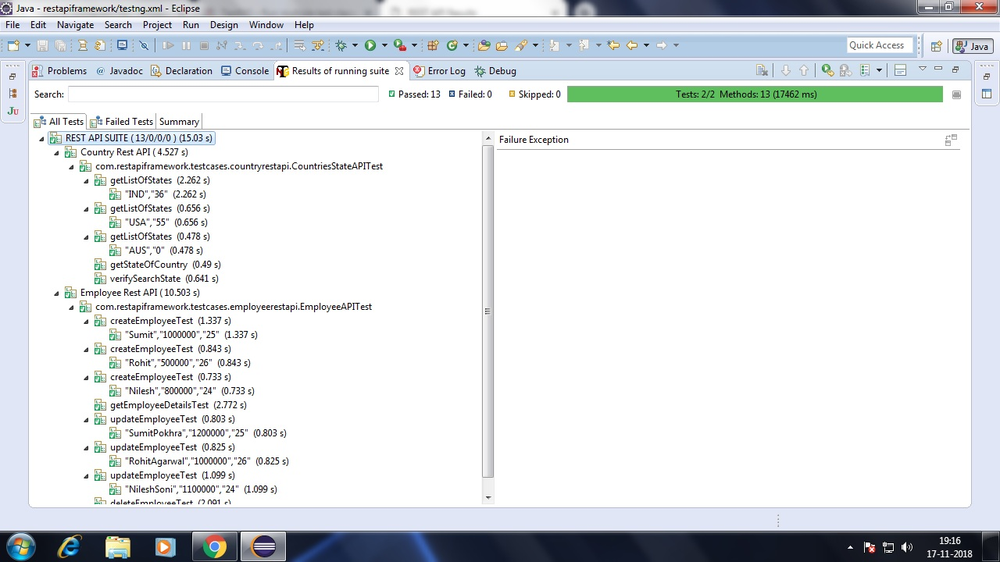 Java - restapiframework/testng.xml - Eclipse
File Edit Navigate Search Project Run Design Window Help
Quick Access
Java
Problems @ Javadoc Declaration Console Results of running suite Error Log Debug
Search: Passed: 13 Failed: 0 Skipped: 0 Tests: 2/2 Methods: 13 (17462 ms)
All Tests Failed Tests Summary
REST API SUITE ( 13/0/0/0 ) (15.03 s)
Failure Exception
Country Rest API ( 4.527 s)
com.restapiframework.testcases.countryrestapi.CountriesStateAPITest
getListOfStates (2.262 s)
"IND","36" (2.262 s)
getListOfStates (0.656 s)
"USA","55" (0.656 s)
getListOfStates (0.478 s)
"AUS","0" (0.478 s)
getStateOfCountry (0.49 s)
verifySearchState (0.641 s)
Employee Rest API ( 10.503 s)
com.restapiframework.testcases.employeerestapi.EmployeeAPITest
createEmployeeTest (1.337 s)
"Sumit","1000000","25" (1.337 s)
createEmployeeTest (0.843 s)
"Rohit","500000","26" (0.843 s)
createEmployeeTest (0.733 s)
"Nilesh","800000","24" (0.733 s)
getEmployeeDetailsTest (2.772 s)
updateEmployeeTest (0.803 s)
"SumitPokhra","1200000","25" (0.803 s)
updateEmployeeTest (0.825 s)
"RohitAgarwal","1000000","26" (0.825 s)
updateEmployeeTest (1.099 s)
"NileshSoni","1100000","24" (1.099 s)
deleteEmployeeTest (2.091 s)
JU
19:16
17-11-2018